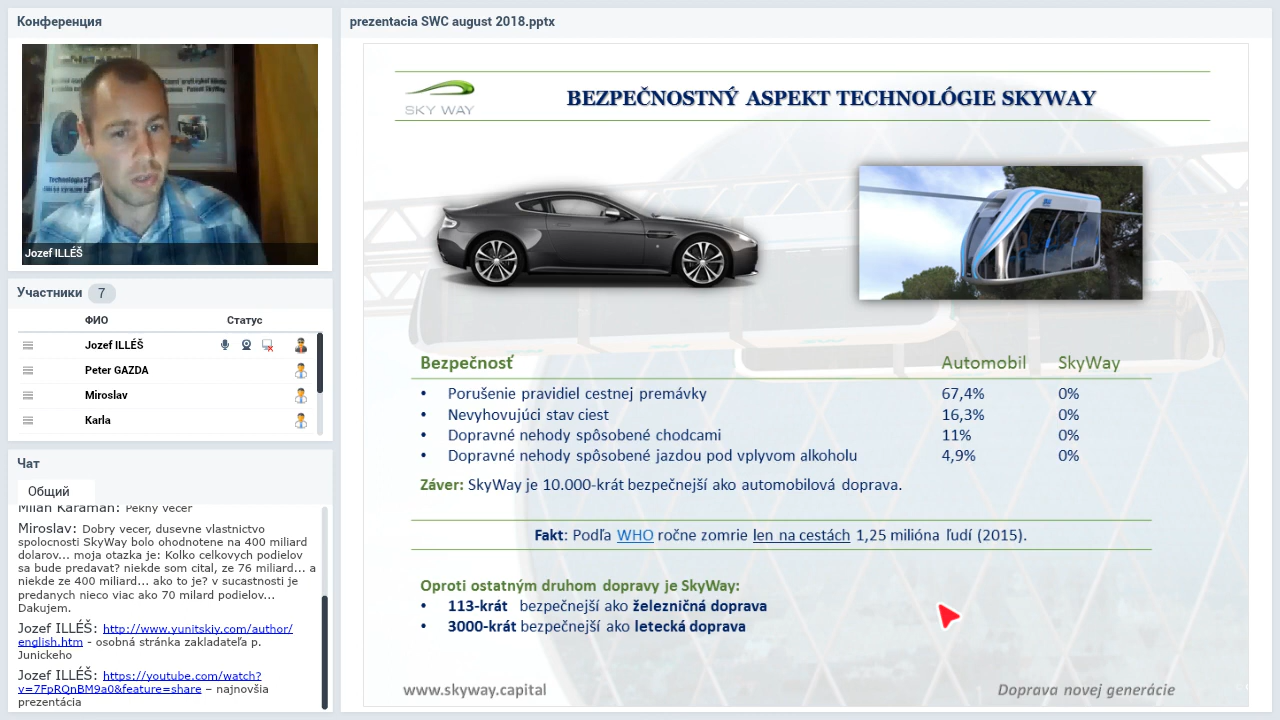 Конференция
Jozef ILLÉŠ
Участники 7
ФИО Статус
Jozef ILLÉŠ
Peter GAZDA
Miroslav
Karla
Чат
Общий
Milan Karaman: Pekny vecer
Miroslav: Dobry vecer, dusevne vlastnictvo
spolocnosti SkyWay bolo ohodnotene na 400 miliard
dolarov... moja otazka je: Kolko celkovych podielov
sa bude predavat? niekde som cital, ze 76 miliard... a
niekde ze 400 miliard... ako to je? v sucastnosti je
predanych nieco viac ako 70 milard podielov...
Dakujem.
Jozef ILLÉŠ: http://www.yunitskiy.com/author/
english.htm - osobná stránka zakladateľa p.
Junickeho
Jozef ILLÉŠ: https://youtube.com/watch?
v=7FpRQnBM9a0&feature=share – najnovšia
prezentácia
prezentacia SWC august 2018.pptx
SKY WAY
BEZPEČNOSTNÝ ASPEKT TECHNOLÓGIE SKYWAY
Bezpečnosť Automobil SkyWay
• Porušenie pravidiel cestnej premávky 67,4% 0%
• Nevyhovujúci stav ciest 16,3% 0%
• Dopravné nehody spôsobené chodcami 11% 0%
• Dopravné nehody spôsobené jazdou pod vplyvom alkoholu 4,9% 0%
Záver: SkyWay je 10.000-krát bezpečnejší ako automobilová doprava.
Fakt: Podľa WHO ročne zomrie len na cestách 1,25 milióna ľudí (2015).
Oproti ostatným druhom dopravy je SkyWay:
• 113-krát bezpečnejší ako železničná doprava
• 3000-krát bezpečnejší ako letecká doprava
www.skyway.capital
Doprava novej generácie